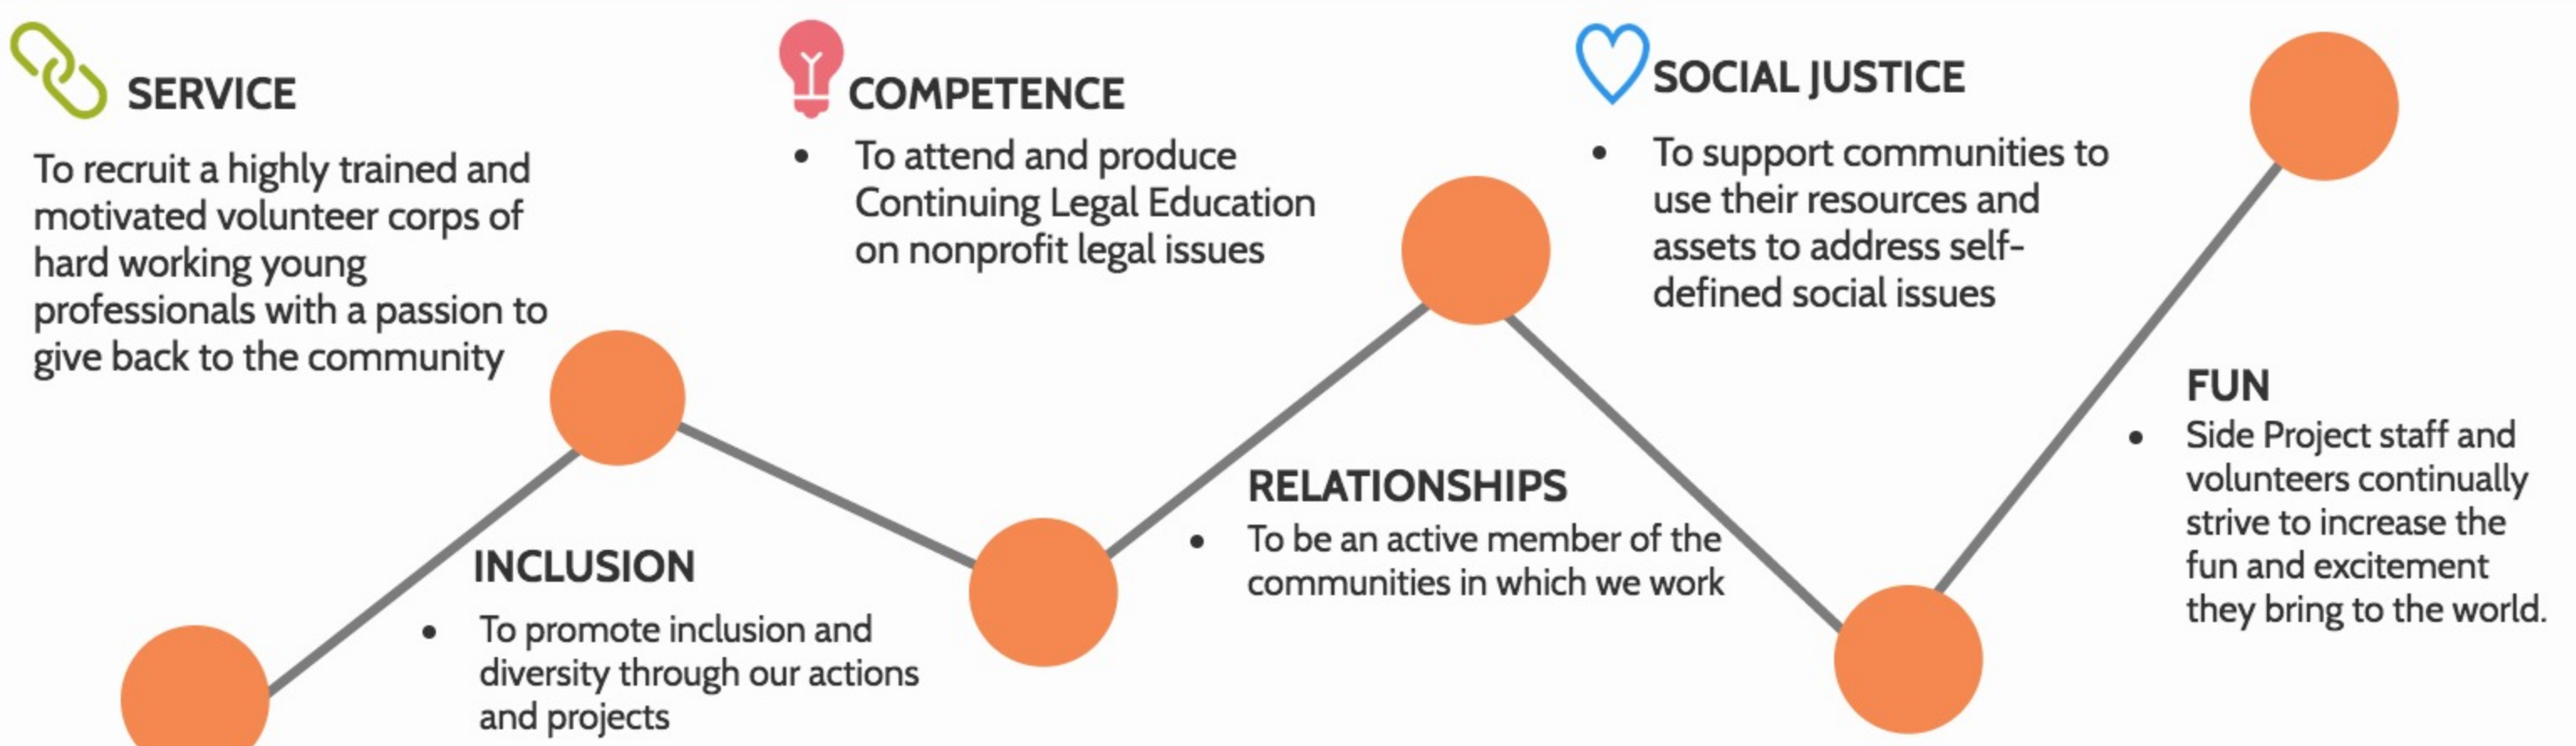 SERVICE
To recruit a highly trained and
motivated volunteer corps of
hard working young
professionals with a passion to
give back to the community
INCLUSION
• To promote inclusion and
diversity through our actions
and projects
COMPETENCE
• To attend and produce
Continuing Legal Education
on nonprofit legal issues
RELATIONSHIPS
• To be an active member of the
communities in which we work
SOCIAL JUSTICE
• To support communities to
use their resources and
assets to address self-
defined social issues
FUN
• Side Project staff and
volunteers continually
strive to increase the
fun and excitement
they bring to the world.